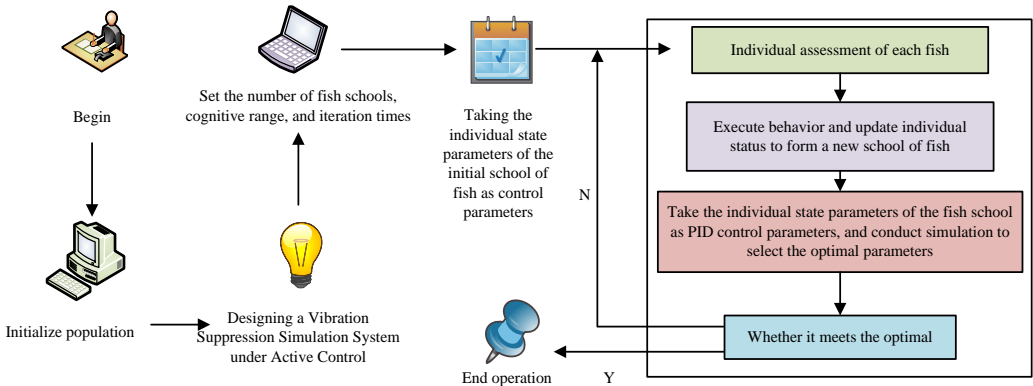 Begin
Initialize population
Designing a Vibration
Suppression Simulation System
under Active Control
Set the number of fish schools,
cognitive range, and iteration times
Taking the
individual state
parameters of the
initial school of
fish as control
parameters
Individual assessment of each fish
Execute behavior and update individual
status to form a new school of fish
Take the individual state parameters of the fish school
as PID control parameters, and conduct simulation to
select the optimal parameters
Whether it meets the optimal
N
Y
End operation